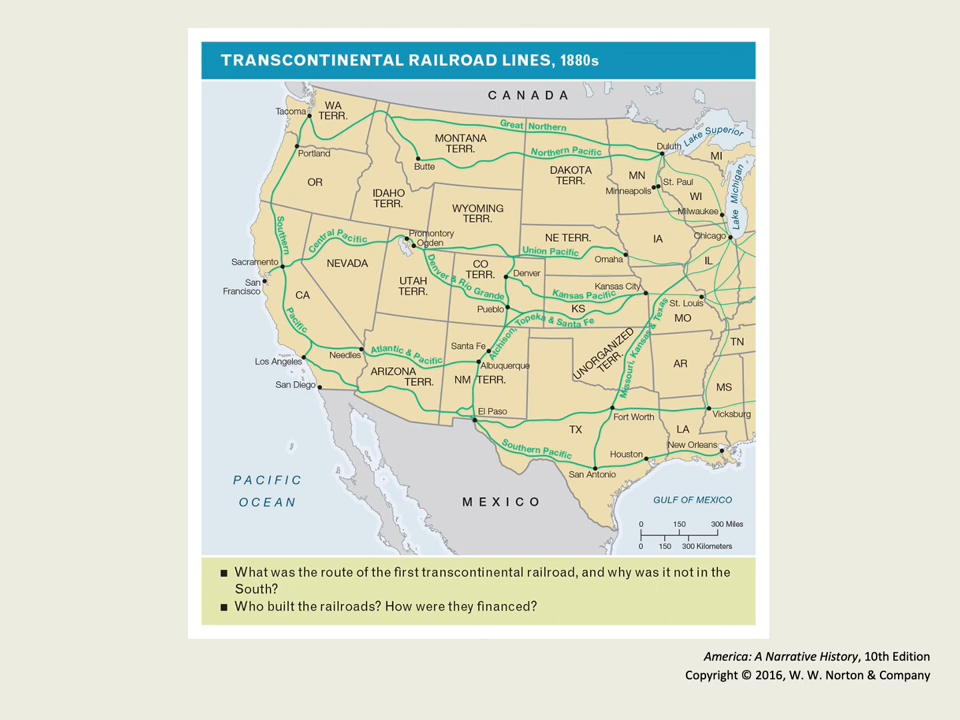 TRANSCONTINENTAL RAILROAD LINES, 1880s
CANADA
Tacoma
WA
TERR.
Great Northern
Lake Superior
MONTANA
TERR.
Northern Pacific
Duluth
MI
Portland
Butte
DAKOTA
TERR.
MN
St. Paul
Minneapolis
Lake Michigan
OR
IDAHO
TERR.
WI
WYOMING
TERR.
Milwaukee
Southern
Central Pacific
Promontory
Ogden
NE TERR.
Union Pacific
IA
Chicago
Sacramento
NEVADA
Denver & Rio Grande
CO
TERR.
Denver
Omaha
IL
San
Francisco
CA
UTAH
TERR.
Kansas Pacific
Kansas City
Pueblo
KS
St. Louis
MO
Pacific
Atchison, Topeka & Santa Fe
Missouri, Kansas & Texas
TN
Santa Fe
UNORGANIZED
TERR.
Needles
Atlantic & Pacific
Los Angeles
Albuquerque
AR
ARIZONA
TERR.
NM TERR.
San Diego
MS
El Paso
Fort Worth
Vicksburg
TX
LA
Southern Pacific
New Orleans
Houston
San Antonio
PACIFIC
OCEAN
MEXICO
GULF OF MEXICO
0 150 300 Miles
0 150 300 Kilometers
■ What was the route of the first transcontinental railroad, and why was it not in the
South?
■ Who built the railroads? How were they financed?
America: A Narrative History, 10th Edition
Copyright © 2016, W. W. Norton & Company